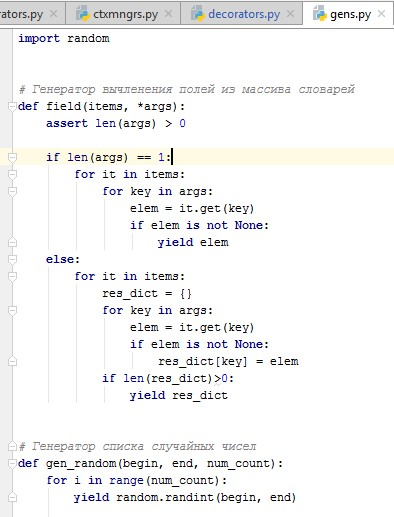 rators.py ctxmngrs.py decorators.py gens.py
import random
# Генератор вычленения полей из массива словарей
def field(items, *args):
    assert len(args) > 0
    if len(args) == 1:
        for it in items:
            for key in args:
                elem = it.get(key)
                if elem is not None:
                    yield elem
    else:
        for it in items:
            res_dict = {}
            for key in args:
                elem = it.get(key)
                if elem is not None:
                    res_dict[key] = elem
            if len(res_dict)>0:
                yield res_dict
# Генератор списка случайных чисел
def gen_random(begin, end, num_count):
    for i in range(num_count):
        yield random.randint(begin, end)